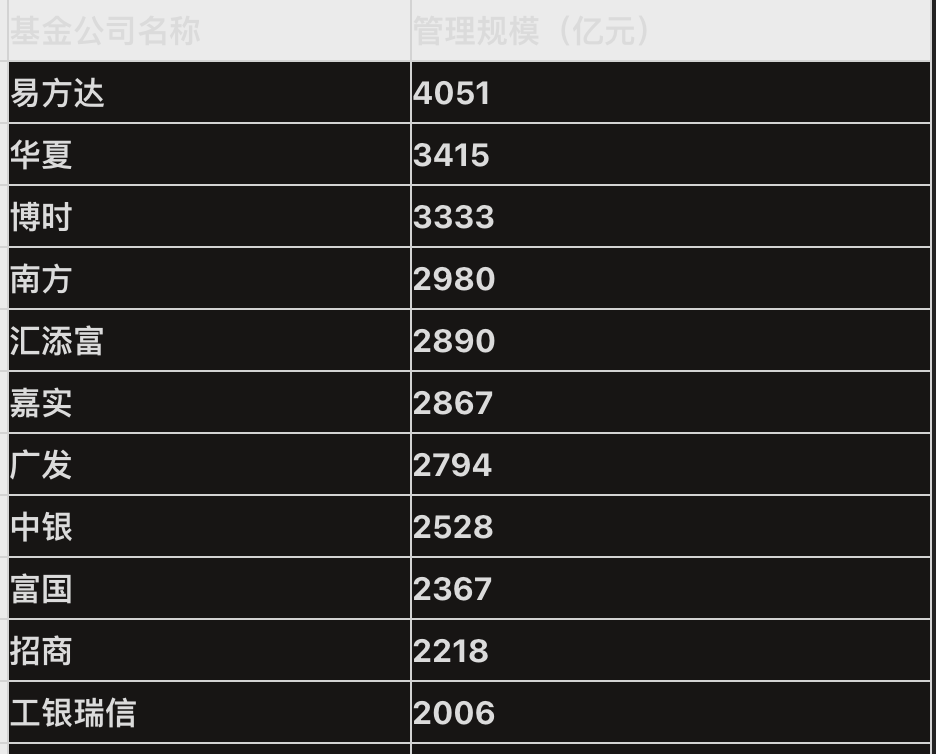 基金公司名称 管理规模（亿元）
易方达 4051
华夏 3415
博时 3333
南方 2980
汇添富 2890
嘉实 2867
广发 2794
中银 2528
富国 2367
招商 2218
工银瑞信 2006